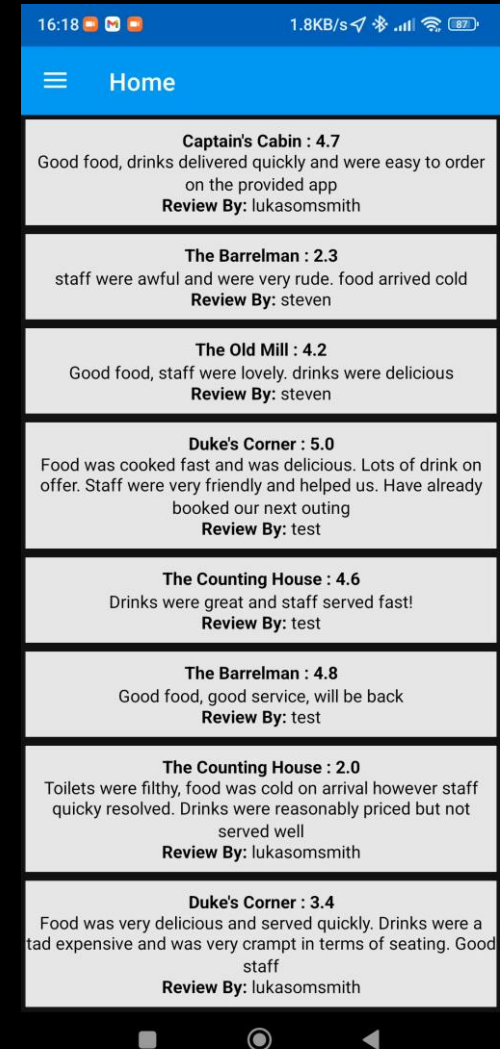 16:18 1.8KB/s 87
Home
Captain's Cabin : 4.7
Good food, drinks delivered quickly and were easy to order
on the provided app
Review By: lukasomsmith
The Barrelman : 2.3
staff were awful and were very rude. food arrived cold
Review By: steven
The Old Mill : 4.2
Good food, staff were lovely. drinks were delicious
Review By: steven
Duke's Corner : 5.0
Food was cooked fast and was delicious. Lots of drink on
offer. Staff were very friendly and helped us. Have already
booked our next outing
Review By: test
The Counting House : 4.6
Drinks were great and staff served fast!
Review By: test
The Barrelman : 4.8
Good food, good service, will be back
Review By: test
The Counting House : 2.0
Toilets were filthy, food was cold on arrival however staff
quicky resolved. Drinks were reasonably priced but not
served well
Review By: lukasomsmith
Duke's Corner : 3.4
Food was very delicious and served quickly. Drinks were a
tad expensive and was very crampt in terms of seating. Good
staff
Review By: lukasomsmith